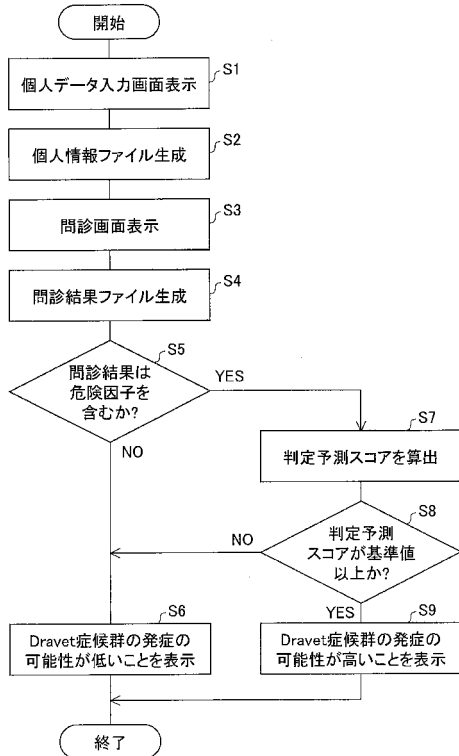 開始
S1
個人データ入力画面表示
S2
個人情報ファイル生成
S3
問診画面表示
S4
問診結果ファイル生成
S5
問診結果は
危険因子を
含むか?
YES
NO
S7
判定予測スコアを算出
S8
判定予測
スコアが基準値
以上か?
NO
YES
S6
Dravet症候群の発症の
可能性が低いことを表示
S9
Dravet症候群の発症の
可能性が高いことを表示
終了